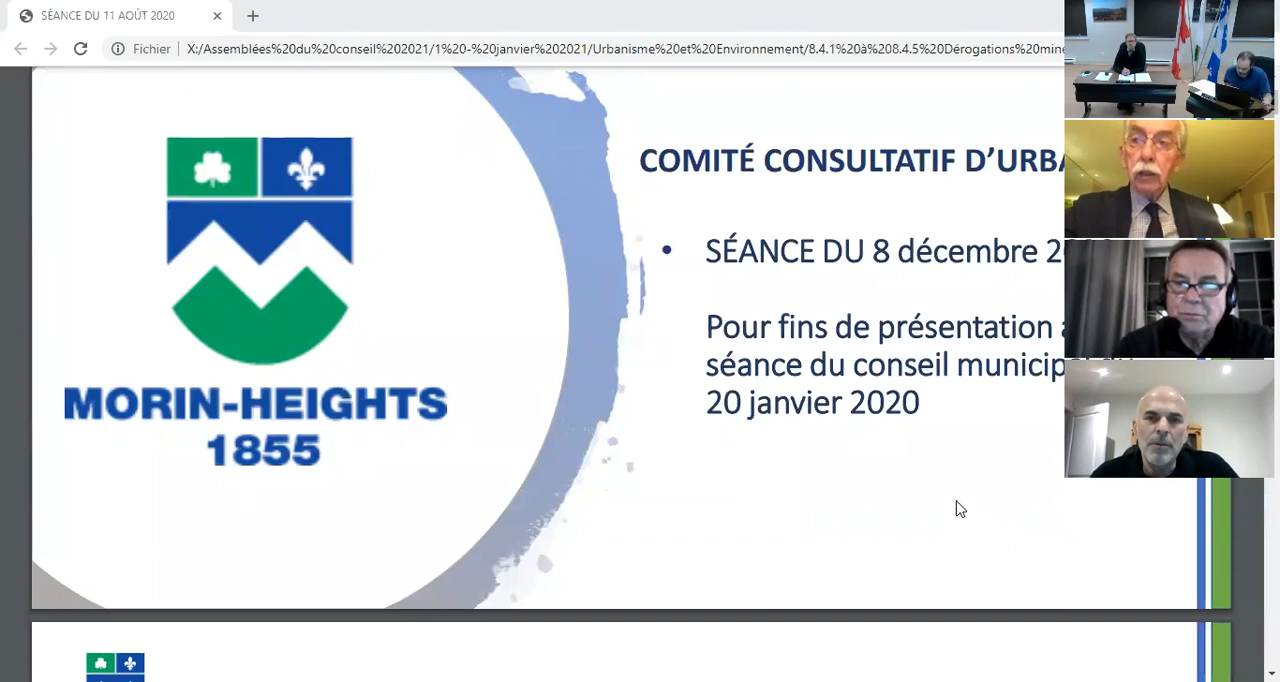 SÉANCE DU 11 AOÛT 2020
Fichier
X:/Assemblées%20du%20conseil%202021/1%20-%20janvier%202021/Urbanisme%20et%20Environnement/8.4.1%20à%208.4.5%20Dérogations%20min
COMITÉ CONSULTATIF D’URBA
• SÉANCE DU 8 décembre 2
Pour fins de présentation
séance du conseil municip
20 janvier 2020
MORIN-HEIGHTS
1855